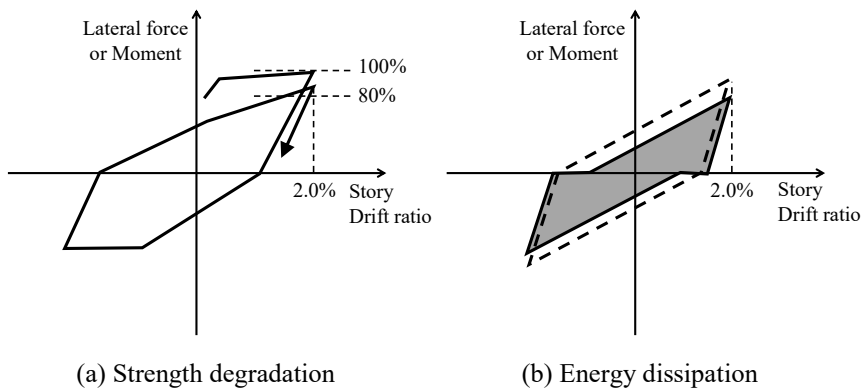 Lateral force
or Moment
100%
80%
2.0%
Story
Drift ratio
(a) Strength degradation
Lateral force
or Moment
2.0%
Story
Drift ratio
(b) Energy dissipation